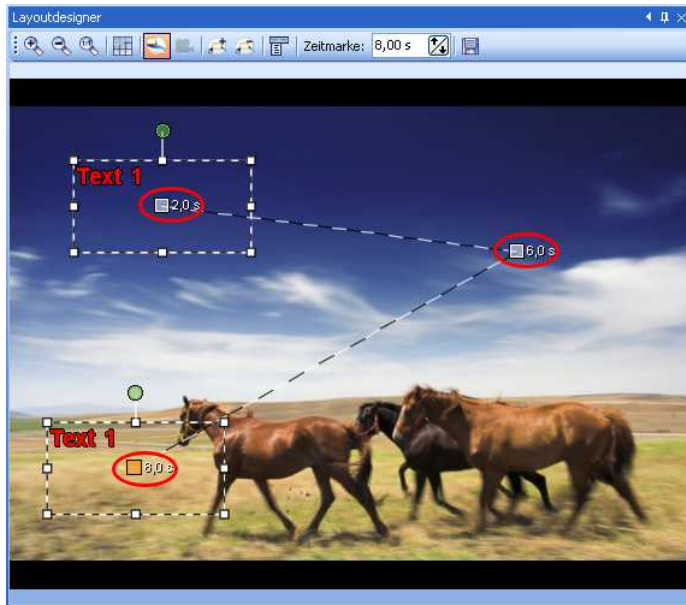 Layoutdesigner
Zeitmarke: 8,00 s
Text 1
2,0 s
6,0 s
Text 1
8,0 s